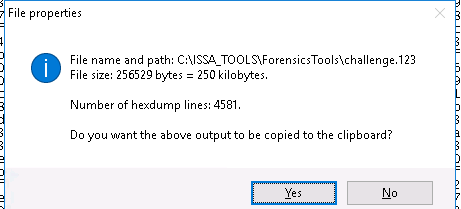 File properties
File name and path: C:\ISSA_TOOLS\ForensicsTools\challenge.123
File size: 256529 bytes = 250 kilobytes.
Number of hexdump lines: 4581.
Do you want the above output to be copied to the clipboard?
Yes
No